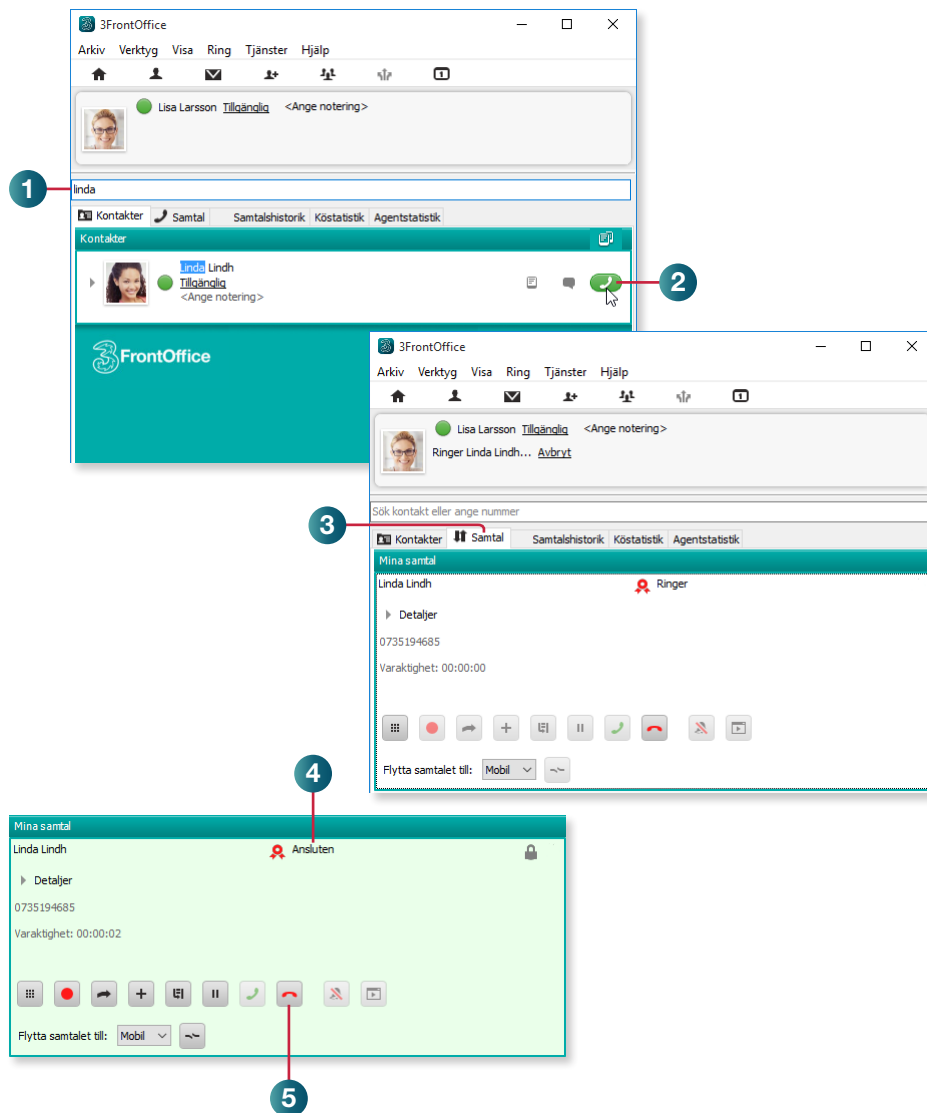 3FrontOffice
Arkiv Verktyg Visa Ring Tjänster Hjälp
1
Lisa Larsson Tillgänglig <Ange notering>
1
linda
Kontakter Samtal Samtalshistorik Köstatistik Agentstatistik
Kontakter
Linda Lindh
Tillgänglig
<Ange notering>
2
3FrontOffice
3FrontOffice
Arkiv Verktyg Visa Ring Tjänster Hjälp
1
Lisa Larsson Tillgänglig <Ange notering>
Ringer Linda Lindh... Avbryt
Sök kontakt eller ange nummer
3
Kontakter Samtal Samtalshistorik Köstatistik Agentstatistik
Mina samtal
Linda Lindh Ringer
Detaljer
0735194685
Varaktighet: 00:00:00
Flytta samtalet till: Mobil
4
Mina samtal
Linda Lindh Ansluten
Detaljer
0735194685
Varaktighet: 00:00:02
Flytta samtalet till: Mobil
5